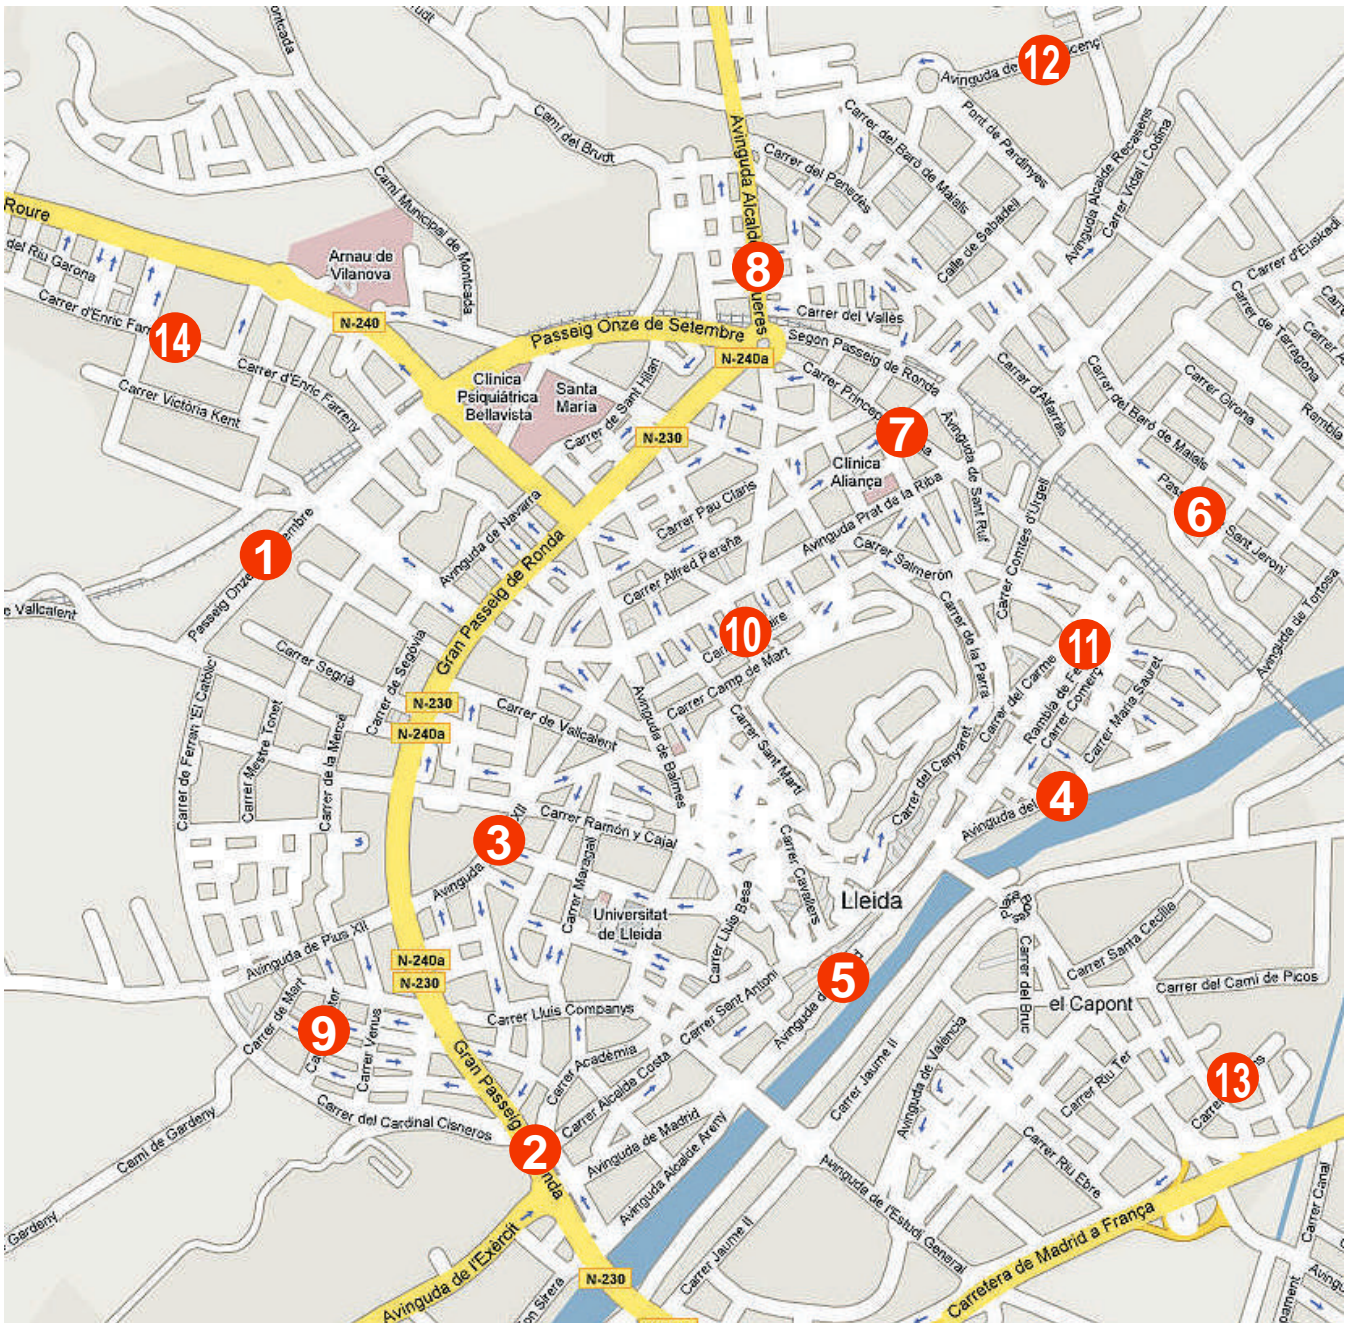 12
Avinguda de
Carrer del Baró de Maials
Pont de Pardinyes
Avinguda Alcalde Recasens
Carrer Vidal i Codina
Camí del Brudt
Avinguda Alcalde
Carrer del Penedès
Calle de Sabadell
Carrer d'Euskadi
Camí Municipal de Montcada
Roure
del Riu Garona
Arnau de
Vilanova
8
Carrer del Vallès
Carrer de Tarragona
Carrer d'Enric
14
N-240
Passeig Onze de Setembre
N-240a
Segon Passeig de Ronda
Carrer d'Alfarràs
Carrer Girona
Rambla
Carrer d'Enric Farreny
Carrer Victòria Kent
Clínica
Psiquiátrica
Bellavista
Santa
Maria
Carrer de Sant Hilari
N-230
Carrer Princep
7
Avinguda de Sant Ruf
Carrer del Baró de Maials
Clínica
Aliança
Avinguda Prat de la Riba
Carrer Comtes d'Urgell
6
Sant Jeroni
Avinguda de Tortosa
Carrer Pau Claris
Avinguda de Navarra
Gran Passeig de Ronda
Carrer Alfred Pereña
Carrer Salmerón
Carrer de la Parra
1
Passeig Onze
de Vallcalent
Carrer Segrià
Carrer de Segòvia
10
Carrer Camp de Mart
11
Carrer del Carme
Rambla de
Carrer Comerç
Carrer Maria Sauret
Carrer de Ferran 'El Catòlic'
Carrer Mestre Tonet
Carrer de la Mercè
N-230
N-240a
Carrer de Vallcalent
Avinguda de Balmes
Carrer Sant Martí
Carrer del Canyaret
4
Avinguda del
3
XII
Avinguda
Carrer Ramón y Cajal
Carrer Maragall
Carrer Cavallers
Lleida
Universitat
de Lleida
Carrer Lluís Besa
Plaça
Carrer del Bruc
Carrer Santa Cecília
Carrer del Camí de Picos
el Capont
Avinguda de Pius XII
N-240a
N-230
Carrer de Mart
9
Carrer Venus
Carrer Lluís Companys
Carrer Sant Antoni
5
Avinguda
Carrer Jaume II
Avinguda de València
Carrer Riu Ter
13
Carrer
Gran Passeig
Carrer Acadèmia
Carrer Alcalde Costa
Carrer del Cardinal Cisneros
Camí de Gardeny
2
Avinguda de Madrid
Avinguda Alcalde Areny
Carrer Riu Ebre
Avinguda de l'Estudi General
Gardeny
Avinguda de l'Exèrcit
N-230
Carrer Jaume II
Carretera de Madrid a França
Carrer Canal